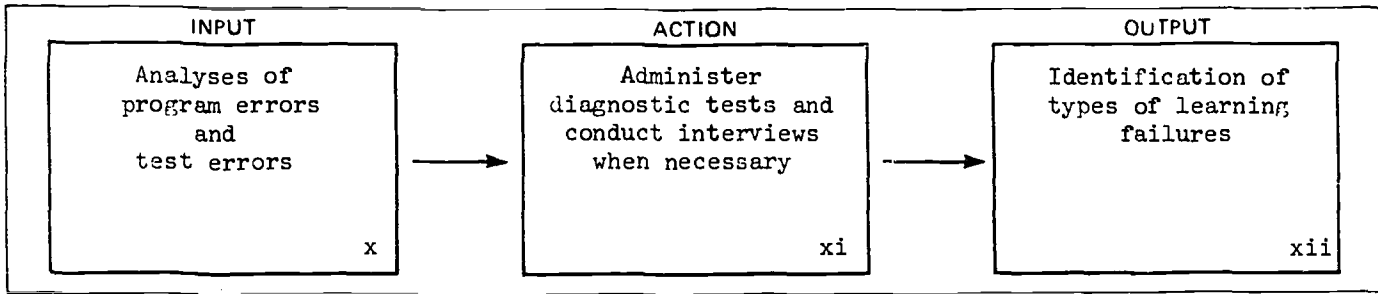 INPUT
Analyses of
program errors
and
test errors
x
ACTION
Administer
diagnostic tests and
conduct interviews
when necessary
xi
OUTPUT
Identification of
types of learning
failures
xii